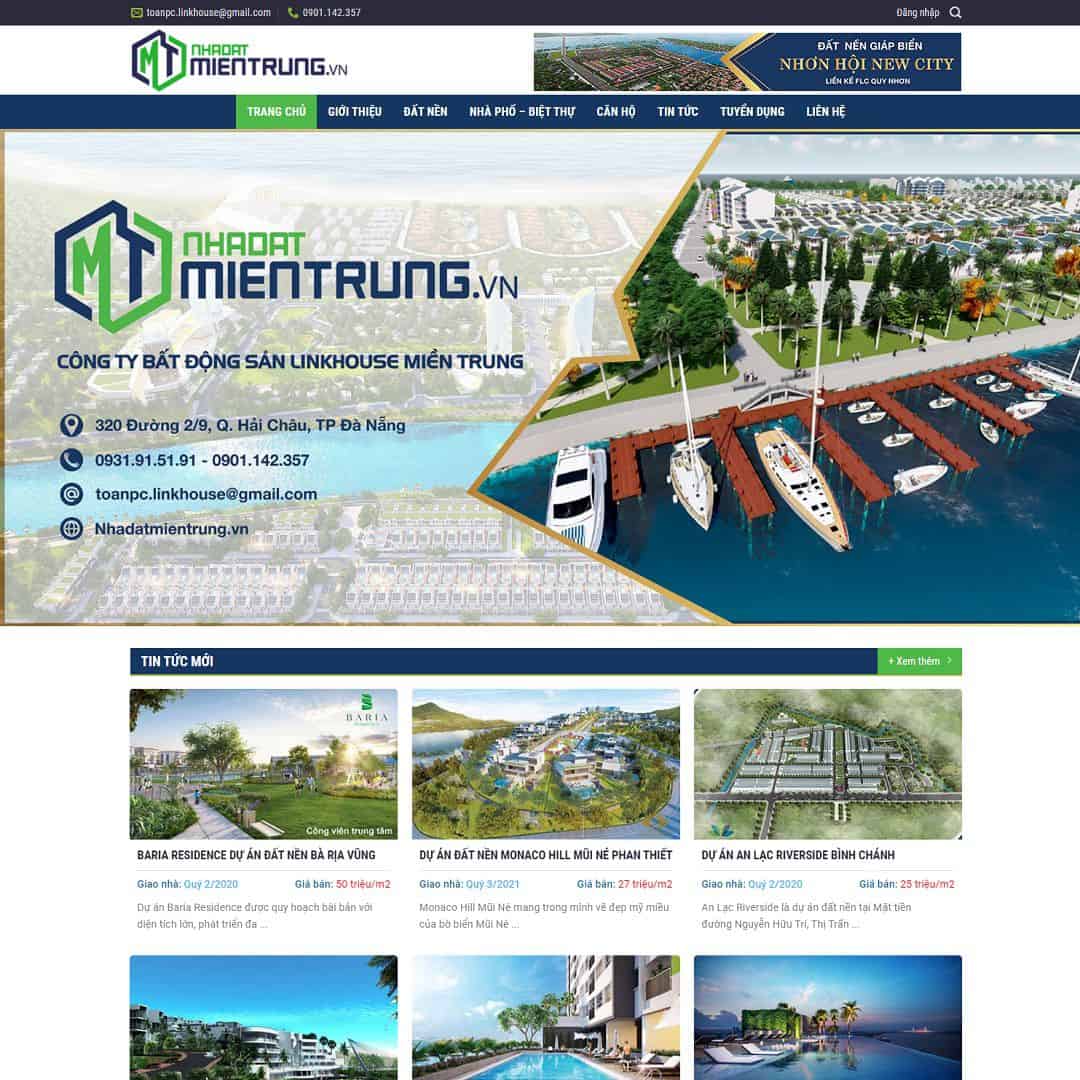 toanpc.linkhouse@gmail.com
0901.142.357
Đăng nhập
MT NHADAT
MIENTRUNG.VN
ĐẤT NỀN GIÁP BIỂN
NHƠN HỘI NEW CITY
LIỀN KỀ FLC QUY NHƠN
TRANG CHỦ GIỚI THIỆU ĐẤT NỀN NHÀ PHỐ – BIỆT THỰ CĂN HỘ TIN TỨC TUYỂN DỤNG LIÊN HỆ
MT NHADAT
MIENTRUNG.VN
CÔNG TY BẤT ĐỘNG SẢN LINKHOUSE MIỀN TRUNG
320 Đường 2/9, Q. Hải Châu, TP Đà Nẵng
0931.91.51.91 - 0901.142.357
toanpc.linkhouse@gmail.com
Nhadatmientrung.vn
TIN TỨC MỚI
+ Xem thêm
BARIA
Công viên trung tâm
BARIA RESIDENCE DỰ ÁN ĐẤT NỀN BÀ RỊA VŨNG
Giao nhà: Quý 2/2020 Giá bán: 50 triệu/m2
Dự án Baria Residence được quy hoạch bài bản với
diện tích lớn, phát triển đa ...
DỰ ÁN ĐẤT NỀN MONACO HILL MŨI NÉ PHAN THIẾT
Giao nhà: Quý 3/2021 Giá bán: 27 triệu/m2
Monaco Hill Mũi Né mang trong mình vẻ đẹp mỹ miều
của bờ biển Mũi Né ...
DỰ ÁN AN LẠC RIVERSIDE BÌNH CHÁNH
Giao nhà: Quý 2/2020 Giá bán: 25 triệu/m2
An Lạc Riverside là dự án đất nền tại Mặt tiền
đường Nguyễn Hữu Trí, Thị Trấn ...